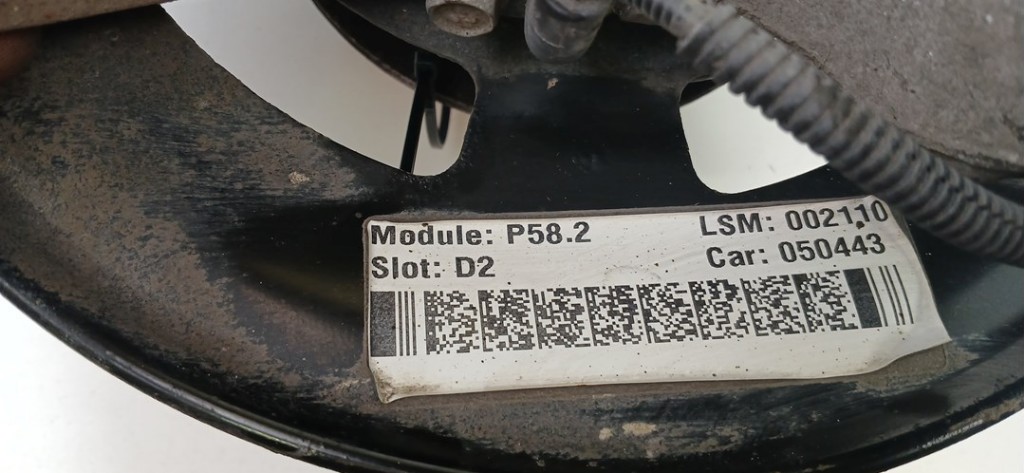 Module: P58.2 LSM: 002110
Slot: D2 Car: 050443